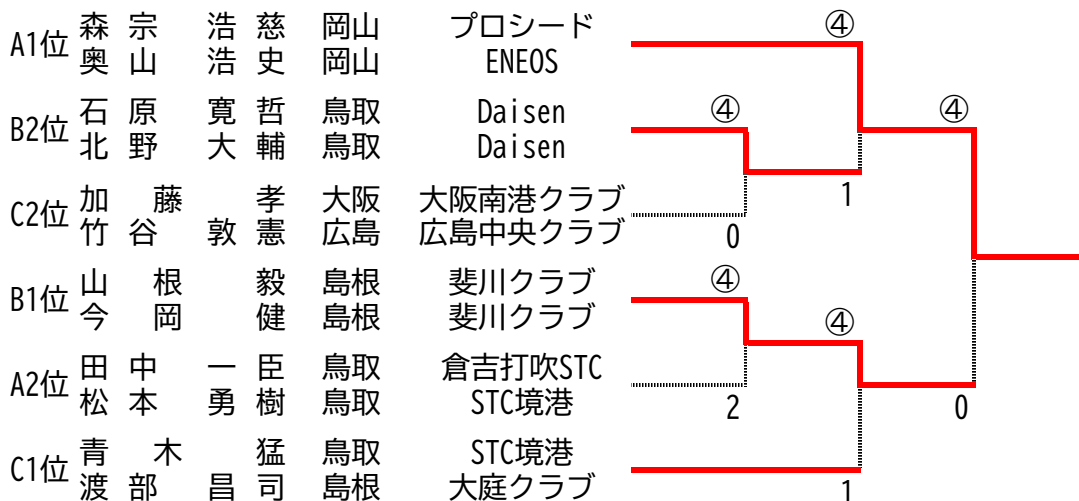 ④
A1位 森宗 浩慈 岡山 プロシード
奥山 浩史 岡山 ENEOS
B2位 石原 寛哲 鳥取 Daisen ④ ④
北野 大輔 鳥取 Daisen
1
C2位 加藤 孝 大阪 大阪南港クラブ
竹谷 敦憲 広島 広島中央クラブ 0
B1位 山根 毅 島根 斐川クラブ ④
今岡 健 島根 斐川クラブ
④
A2位 田中 一臣 鳥取 倉吉打吹STC
松本 勇樹 鳥取 STC境港 2 0
C1位 青木 猛 鳥取 STC境港
渡部 昌司 島根 大庭クラブ 1